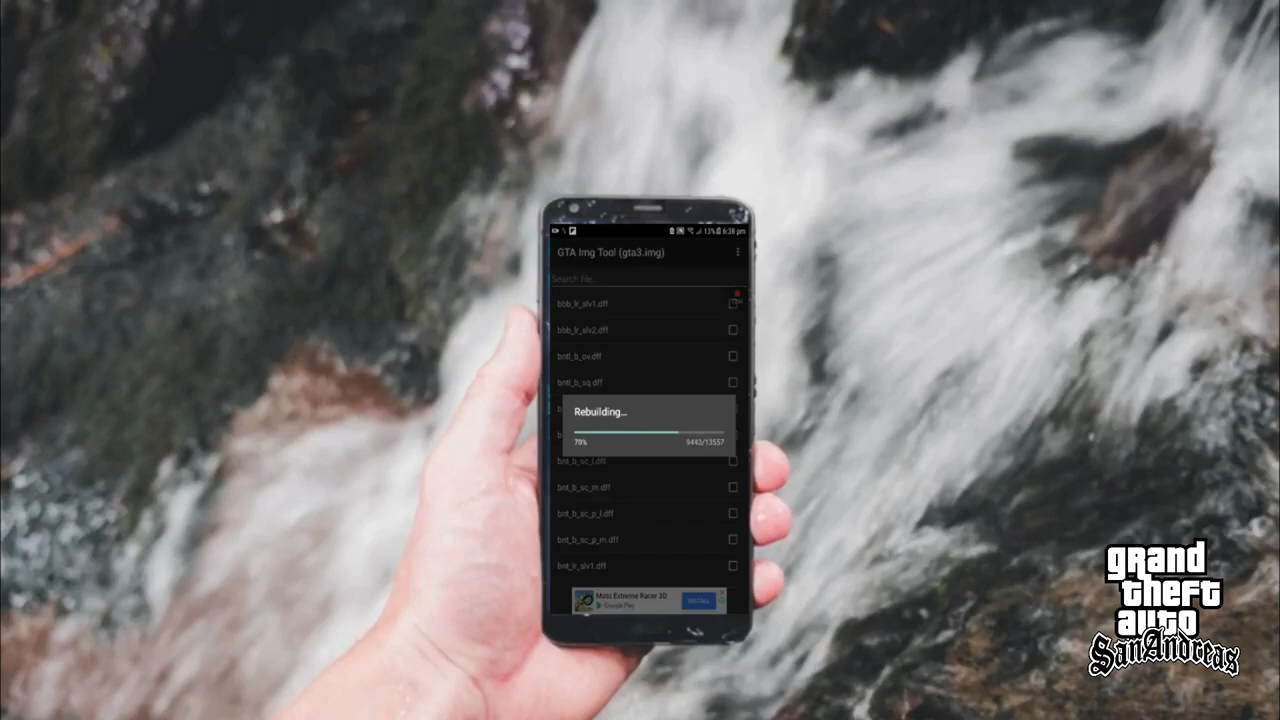 13% 6:38 pm
GTA Img Tool (gta3.img)
Search file..
bbb_lr_slv1.dff
bbb_lr_slv2.dff
bntl_b_ov.dff
bntl_b_sq.dff
b
Rebuilding...
b
70% 9443/13557
bnt_b_sc_l.dff
bnt_b_sc_m.dff
bnt_b_sc_p_l.dff
bnt_b_sc_p_m.dff
bnt_lr_slv1.dff
Moto Extreme Racer 3D
Google Play
INSTALL
grand
theft
auto
San Andreas